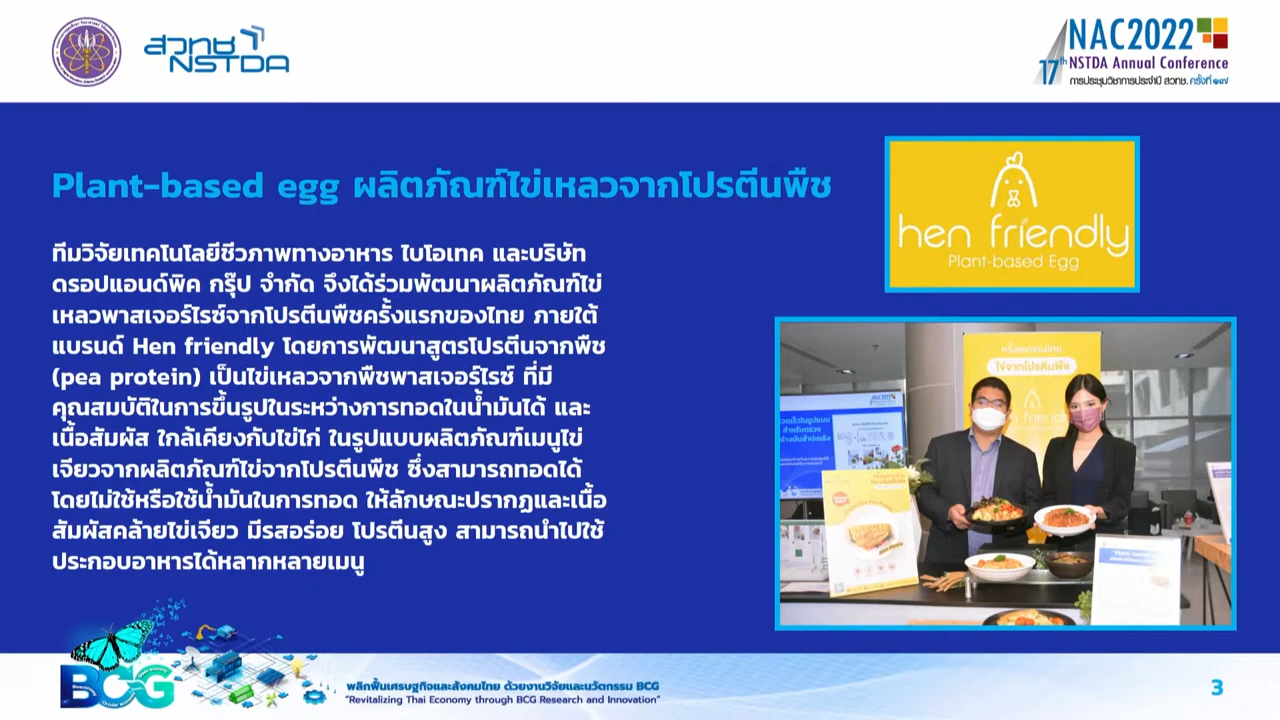 สวทช
NSTDA
NAC2022
17th NSTDA Annual Conference
การประชุมวิชาการประจำปี สวทช. ครั้งที่ ๑๗
Plant-based egg ผลิตภัณฑ์ไข่เหลวจากโปรตีนพืช
hen friendly
Plant-based Egg
ทีมวิจัยเทคโนโลยีชีวภาพทางอาหาร ไบโอเทค และบริษัท
ดรอปแอนด์พิค กรุ๊ป จำกัด จึงได้ร่วมพัฒนาผลิตภัณฑ์ไข่
เหลวพาสเจอร์ไรซ์จากโปรตีนพืชครั้งแรกของไทย ภายใต้
แบรนด์ Hen friendly โดยการพัฒนาสูตรโปรตีนจากพืช
(pea protein) เป็นไข่เหลวจากพืชพาสเจอร์ไรซ์ ที่มี
คุณสมบัติในการขึ้นรูปในระหว่างการทอดในน้ำมันได้ และ
เนื้อสัมผัส ใกล้เคียงกับไข่ไก่ ในรูปแบบผลิตภัณฑ์เมนูไข่
เจียวจากผลิตภัณฑ์ไข่จากโปรตีนพืช ซึ่งสามารถทอดได้
โดยไม่ใช้หรือใช้น้ำมันในการทอด ให้ลักษณะปรากฏและเนื้อ
สัมผัสคล้ายไข่เจียว มีรสอร่อย โปรตีนสูง สามารถนำไปใช้
ประกอบอาหารได้หลากหลายเมนู
ครั้งแรกของไทย
ไข่จากโปรตีนพืช
BCG
พลิกฟื้นเศรษฐกิจและสังคมไทย ด้วยงานวิจัยและนวัตกรรม BCG
"Revitalizing Thai Economy through BCG Research and Innovation"
3